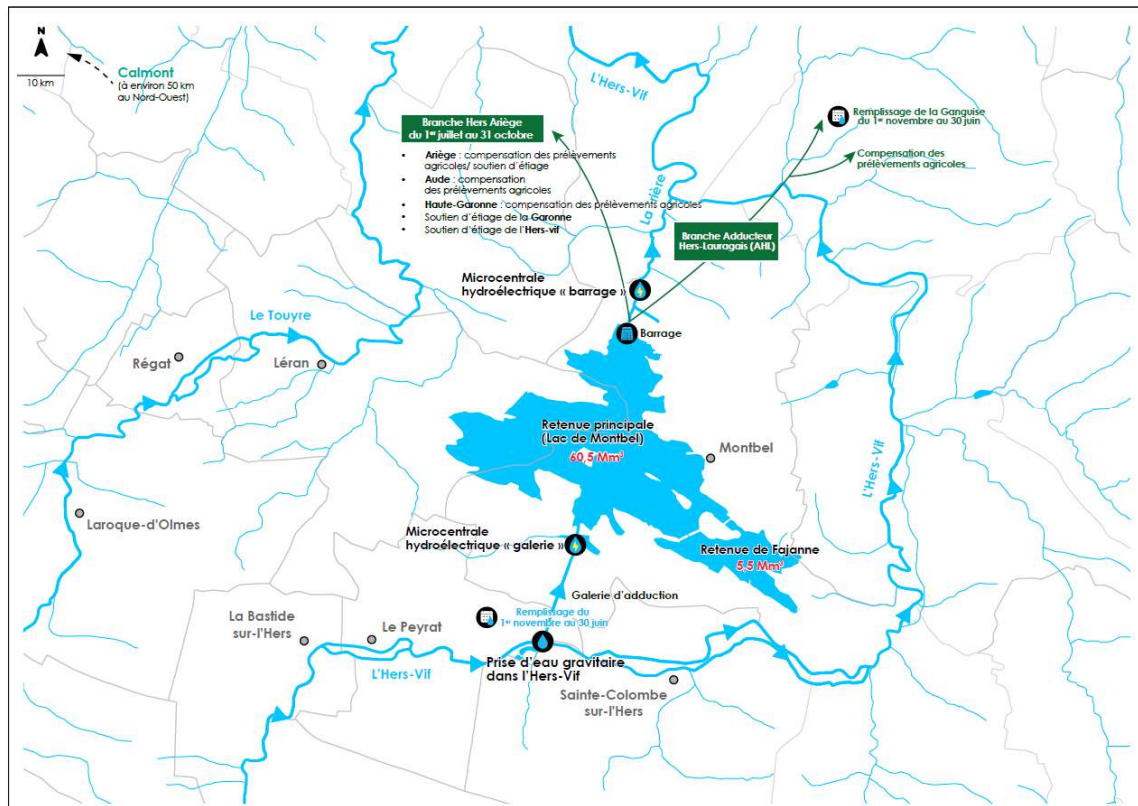 N
10 km
Calmont
(à environ 50 km
au Nord-Ouest)
L'Hers-Vif
Branche Hers Ariège
du 1er juillet au 31 octobre
• Ariège : compensation des prélèvements
agricoles/ soutien d'étiage
• Aude : compensation
des prélèvements agricoles
• Haute-Garonne : compensation des prélèvements agricoles
• Soutien d'étiage de la Garonne
• Soutien d'étiage de l'Hers-vif
Remplissage de la Ganguise
du 1er novembre au 30 juin
Compensation des
prélèvements agricoles
Branche Adducteur
Hers-Lauragais (AHL)
Microcentrale
hydroélectrique « barrage »
Barrage
Le Touyre
Régat
Léran
Retenue principale
(Lac de Montbel)
60,5 Mm3
Montbel
L'Hers-Vif
Laroque-d'Olmes
Microcentrale
hydroélectrique « galerie »
Retenue de Fajanne
5,5 Mm3
Galerie d'adduction
Remplissage du
1er novembre au 30 juin
La Bastide
sur-l'Hers
Le Peyrat
L'Hers-Vif
Prise d'eau gravitaire
dans l'Hers-Vif
Sainte-Colombe
sur-l'Hers